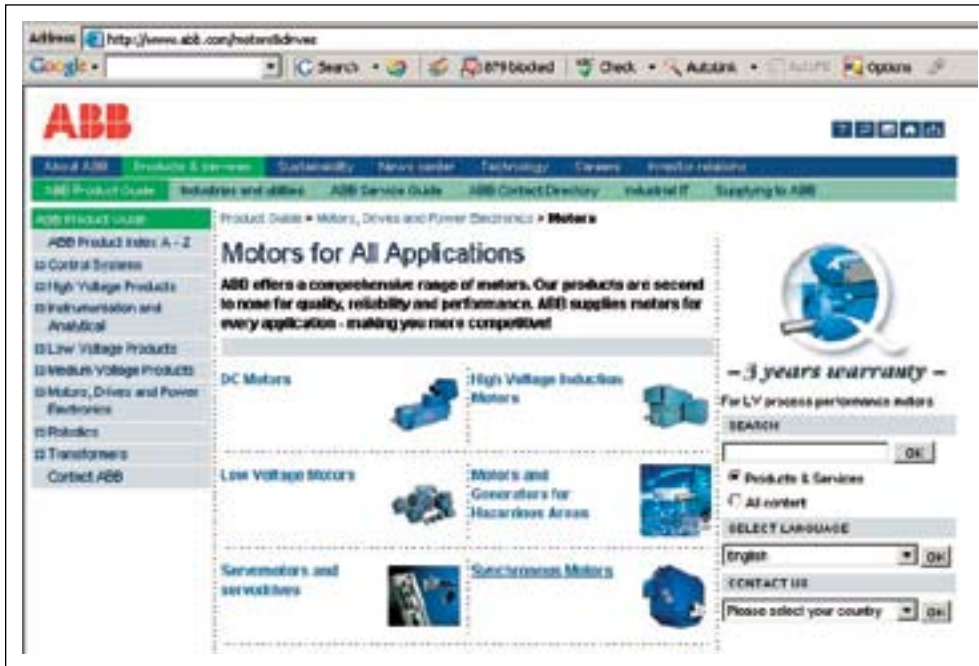 Address http://www.abb.com/motors&drives
Google Search 879 blocked Check AutoLink AutoFill Options
ABB
About ABB Products & services Sustainability News center Technology Careers Investor relations
ABB Product Guide Industries and utilities ABB Service Guide ABB Contact Directory Industrial IT Supplying to ABB
ABB Product Guide
ABB Product Index A - Z
Control Systems
High Voltage Products
Instrumentation and
Analytical
Low Voltage Products
Medium Voltage Products
Motors, Drives and Power
Electronics
Robotics
Transformers
Contact ABB
Product Guide > Motors, Drives and Power Electronics > Motors
Motors for All Applications
ABB offers a comprehensive range of motors. Our products are second
to none for quality, reliability and performance. ABB supplies motors for
every application - making you more competitive!
DC Motors
High Voltage Induction
Motors
Low Voltage Motors
Motors and
Generators for
Hazardous Areas
Servomotors and
servodrives
Synchronous Motors
– 3 years warranty –
For LV process performance motors
SEARCH
OK
Products & Services
All content
SELECT LANGUAGE
English OK
CONTACT US
Please select your country OK